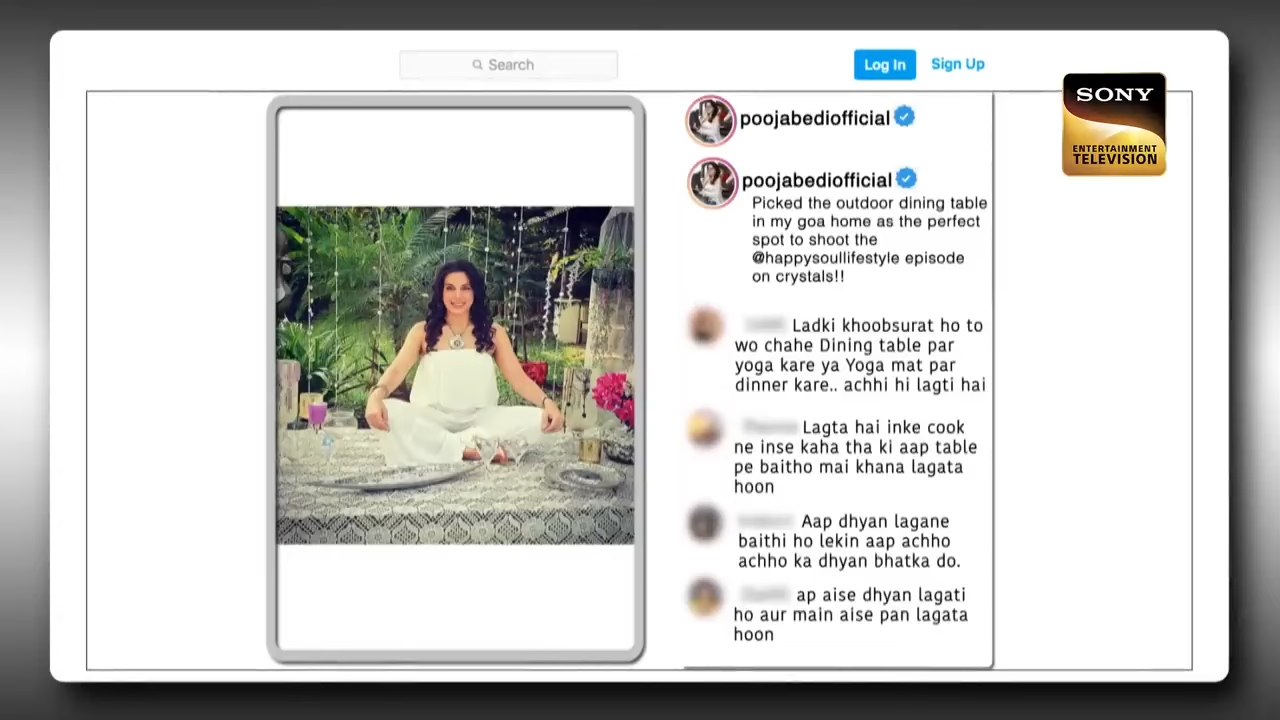 Search
Log In
Sign Up
SONY
ENTERTAINMENT
TELEVISION
poojabediofficial
poojabediofficial
Picked the outdoor dining table
in my goa home as the perfect
spot to shoot the
@happysoullifestyle episode
on crystals!!
Ladki khoobsurat ho to
wo chahe Dining table par
yoga kare ya Yoga mat par
dinner kare.. achhi hi lagti hai
Lagta hai inke cook
ne inse kaha tha ki aap table
pe baitho mai khana lagata
hoon
Aap dhyan lagane
baithi ho lekin aap achho
achho ka dhyan bhatka do.
ap aise dhyan lagati
ho aur main aise pan lagata
hoon